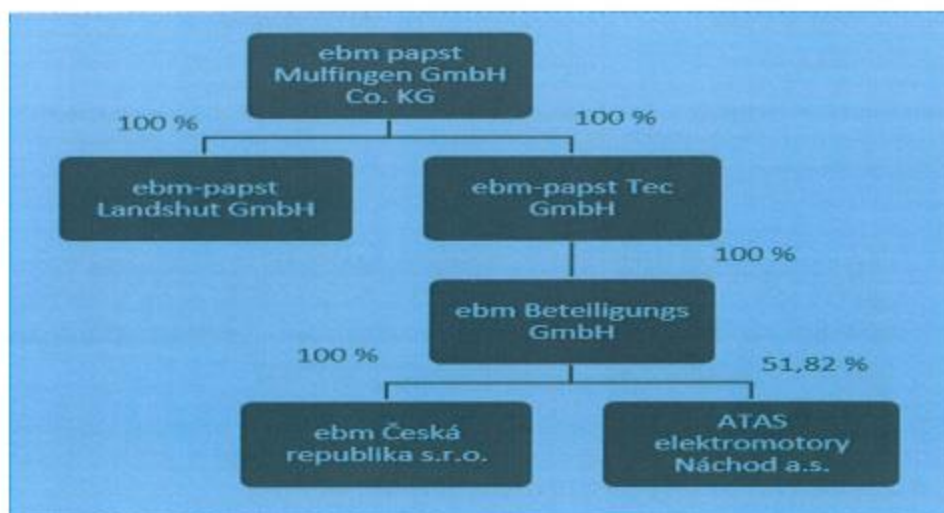 ebm papst
Mulfingen GmbH
Co. KG
100 %
100 %
ebm-papst
Landshut GmbH
ebm-papst Tec
GmbH
100 %
ebm Beteiligungs
GmbH
100 %
51,82 %
ebm Česká
republika s.r.o.
ATAS
elektromotory
Náchod a.s.